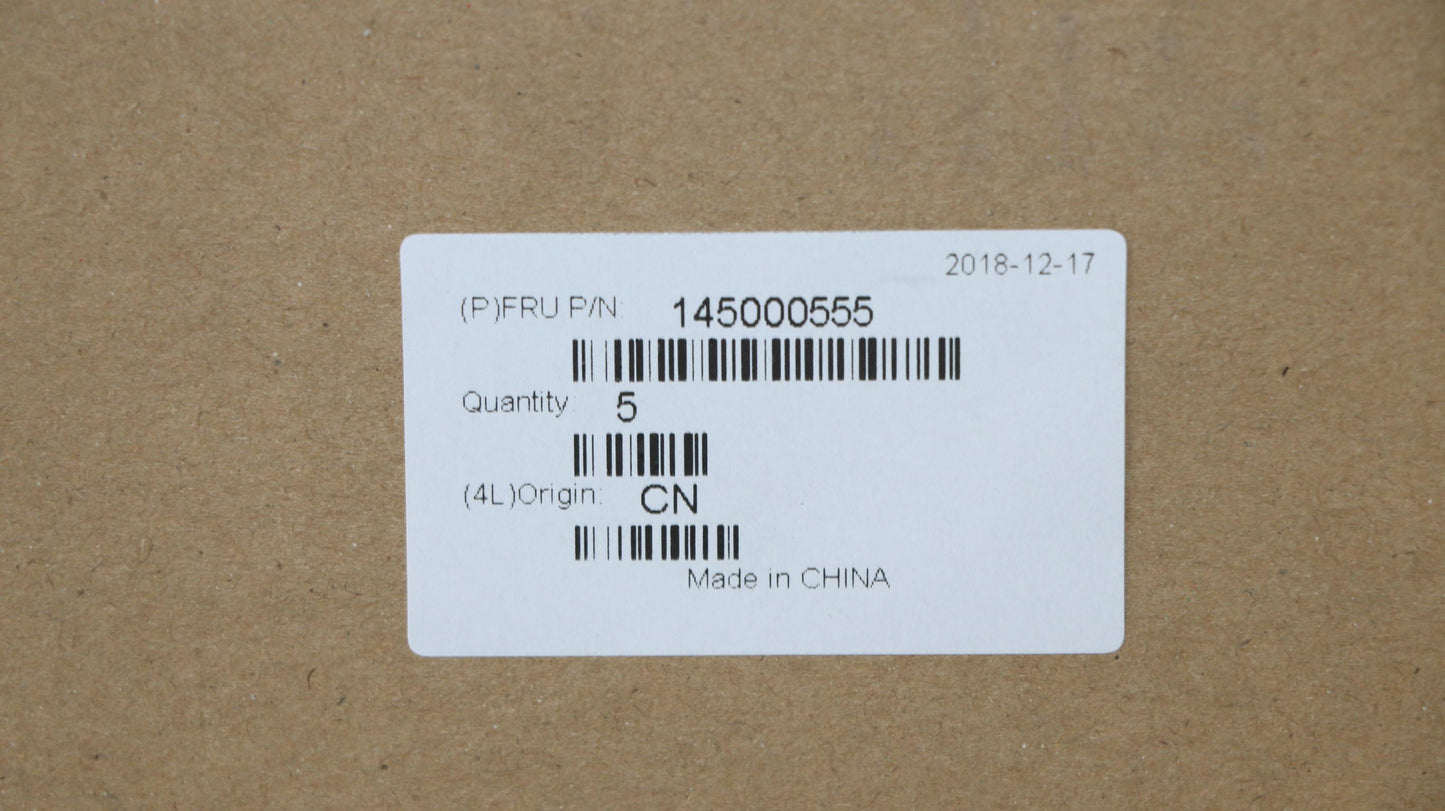 2018-12-17
(P)FRU P/N: 145000555
Quantity: 5
(4L)Origin: CN
Made in CHINA